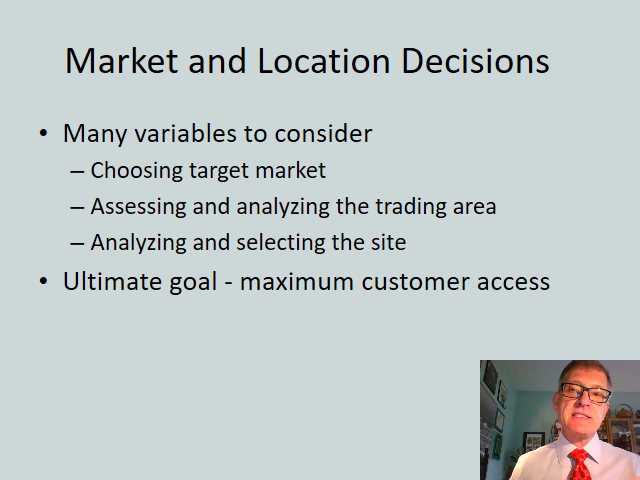 Market and Location Decisions
• Many variables to consider
– Choosing target market
– Assessing and analyzing the trading area
– Analyzing and selecting the site
• Ultimate goal - maximum customer access